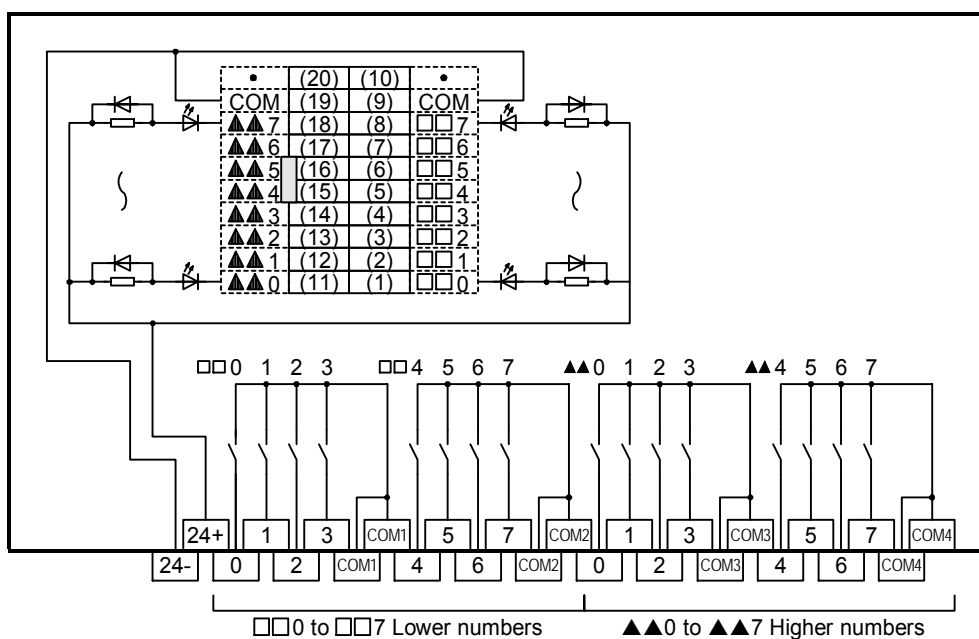 • (20) (10) •
COM (19) (9) COM
▲▲7 (18) (8) □□7
▲▲6 (17) (7) □□6
▲▲5 (16) (6) □□5
▲▲4 (15) (5) □□4
▲▲3 (14) (4) □□3
▲▲2 (13) (3) □□2
▲▲1 (12) (2) □□1
▲▲0 (11) (1) □□0
□□0 1 2 3 □□4 5 6 7 ▲▲0 1 2 3 ▲▲4 5 6 7
24+ 1 3 COM1 5 7 COM2 1 3 COM3 5 7 COM4
24- 0 2 COM1 4 6 COM2 0 2 COM3 4 6 COM4
□□0 to □□7 Lower numbers ▲▲0 to ▲▲7 Higher numbers